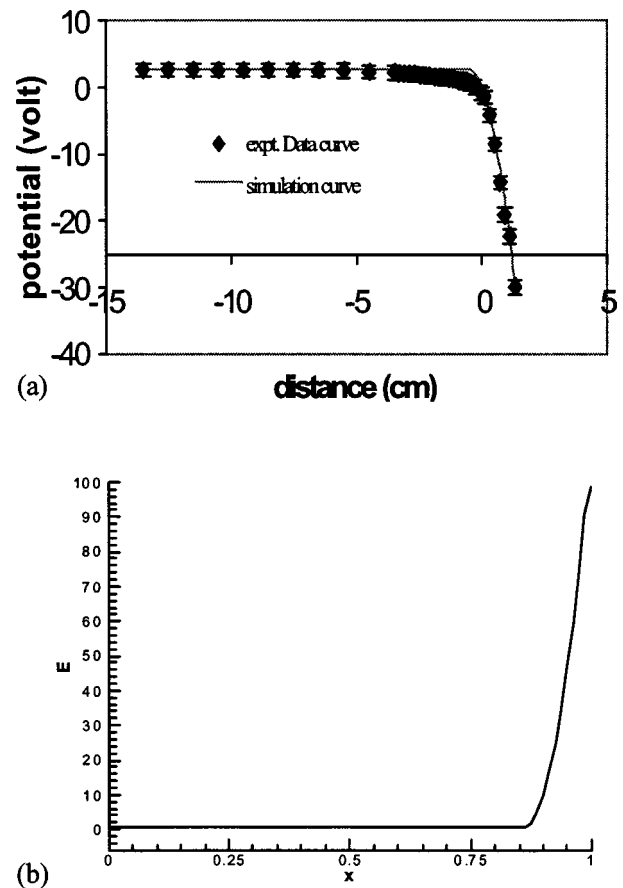 10
0
-10
-20
-30
-40
potential (volt)
expt. Data curve
simulation curve
-15 -10 -5 0 5
(a) distance (cm)
100
90
80
70
60
50
40
30
20
10
0
E
0 0.25 0.5 0.75 1
(b) x